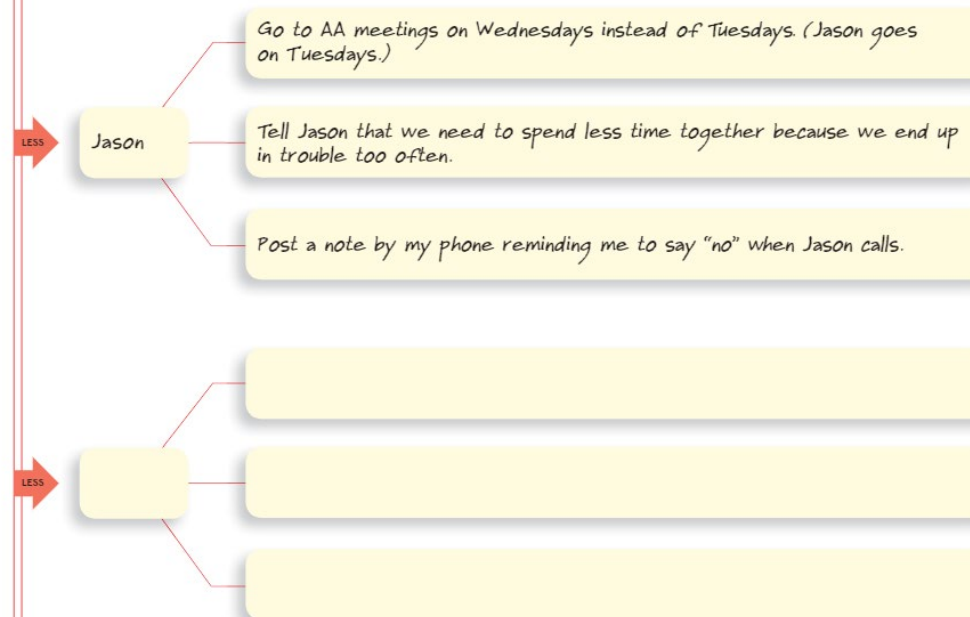 Go to AA meetings on Wednesdays instead of Tuesdays. (Jason goes
on Tuesdays.)
LESS
Jason
Tell Jason that we need to spend less time together because we end up
in trouble too often.
Post a note by my phone reminding me to say “no” when Jason calls.
LESS